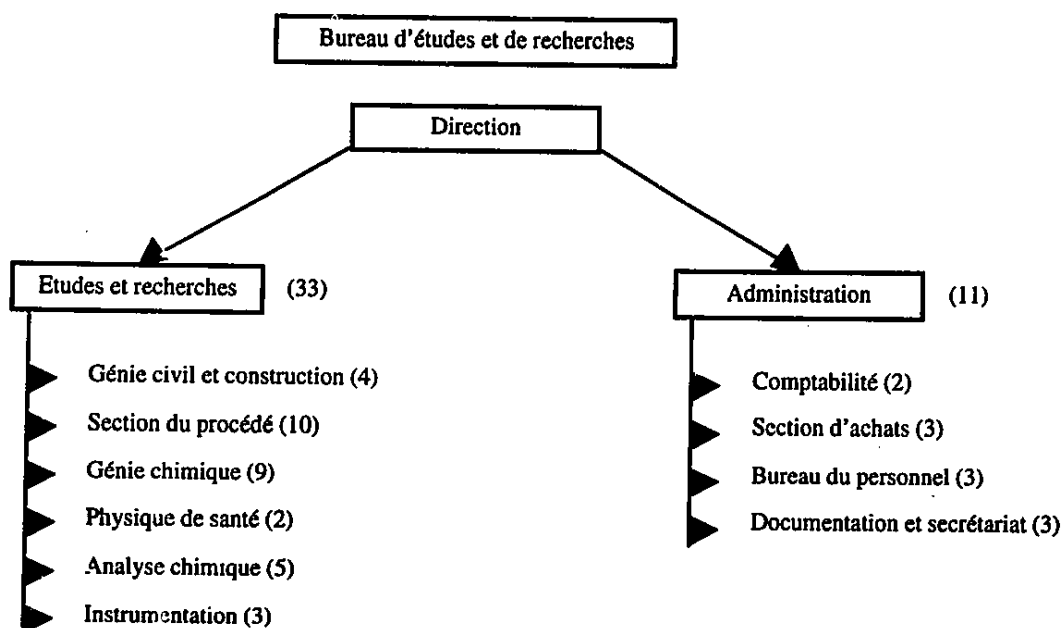 Bureau d'études et de recherches
Direction
Etudes et recherches (33)
Génie civil et construction (4)
Section du procédé (10)
Génie chimique (9)
Physique de santé (2)
Analyse chimique (5)
Instrumentation (3)
Administration (11)
Comptabilité (2)
Section d'achats (3)
Bureau du personnel (3)
Documentation et secrétariat (3)